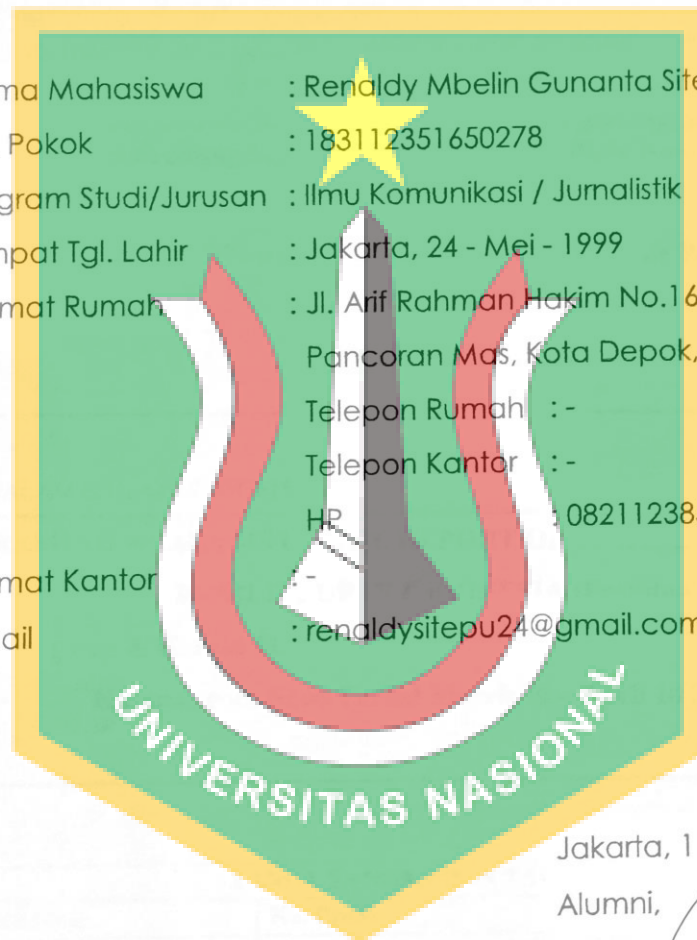 ma Mahasiswa : Renaldy Mbelin Gunanta Site
Pokok : 183112351650278
gram Studi/Jurusan : Ilmu Komunikasi / Jurnalistik
pat Tgl. Lahir : Jakarta, 24 - Mei - 1999
mat Rumah : Jl. Arif Rahman Hakim No.16
Pancoran Mas, Kota Depok,
Telepon Rumah : -
Telepon Kantor : -
HP : 08211238
mat Kantor : -
ail : renaldysitepu24@gmail.com
UNIVERSITAS NASIONAL
Jakarta, 1
Alumni,